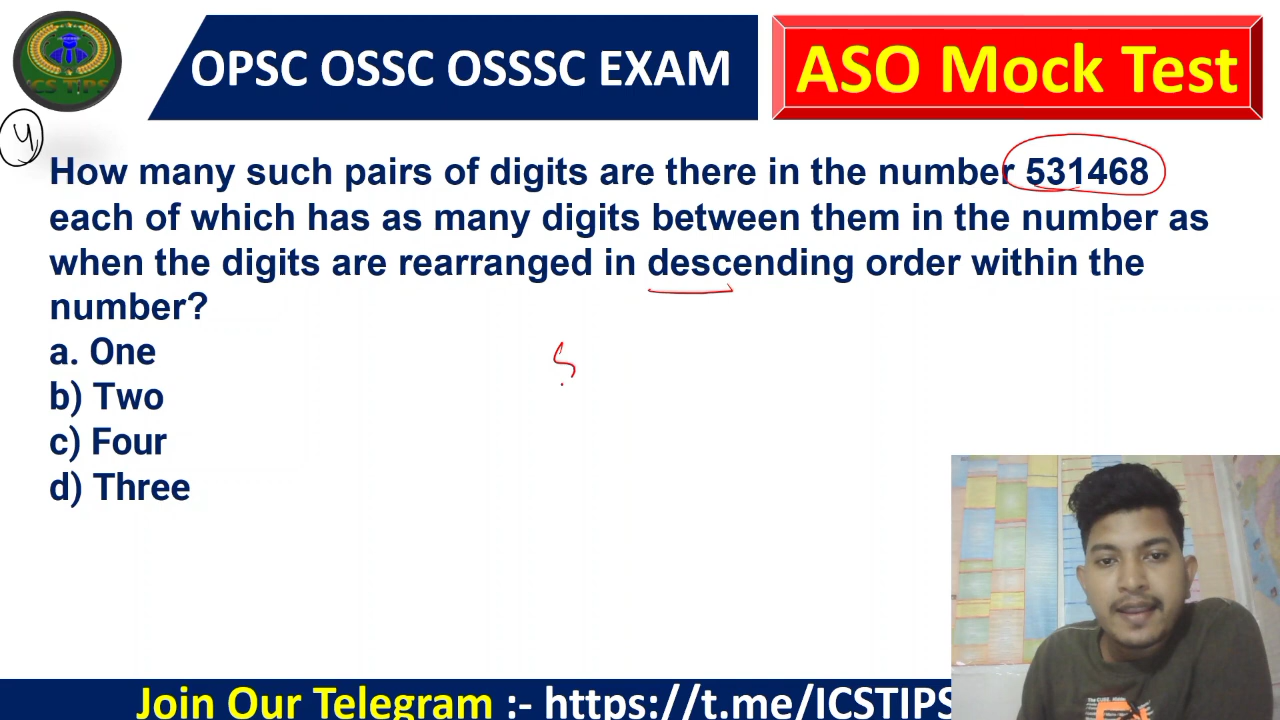 OPSC OSSC OSSSC EXAM
ASO Mock Test
4
How many such pairs of digits are there in the number 531468
each of which has as many digits between them in the number as
when the digits are rearranged in descending order within the
number?
a. One
b) Two
c) Four
d) Three
5
Join Our Telegram :- https://t.me/ICSTIPS